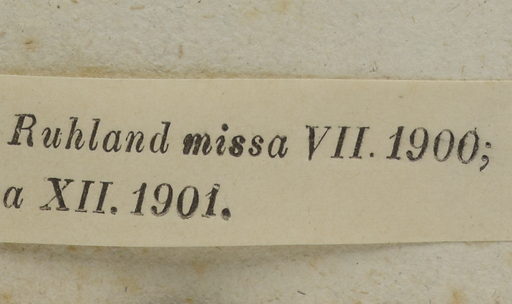 Ruhland missa VII. 1900;
a XII. 1901.